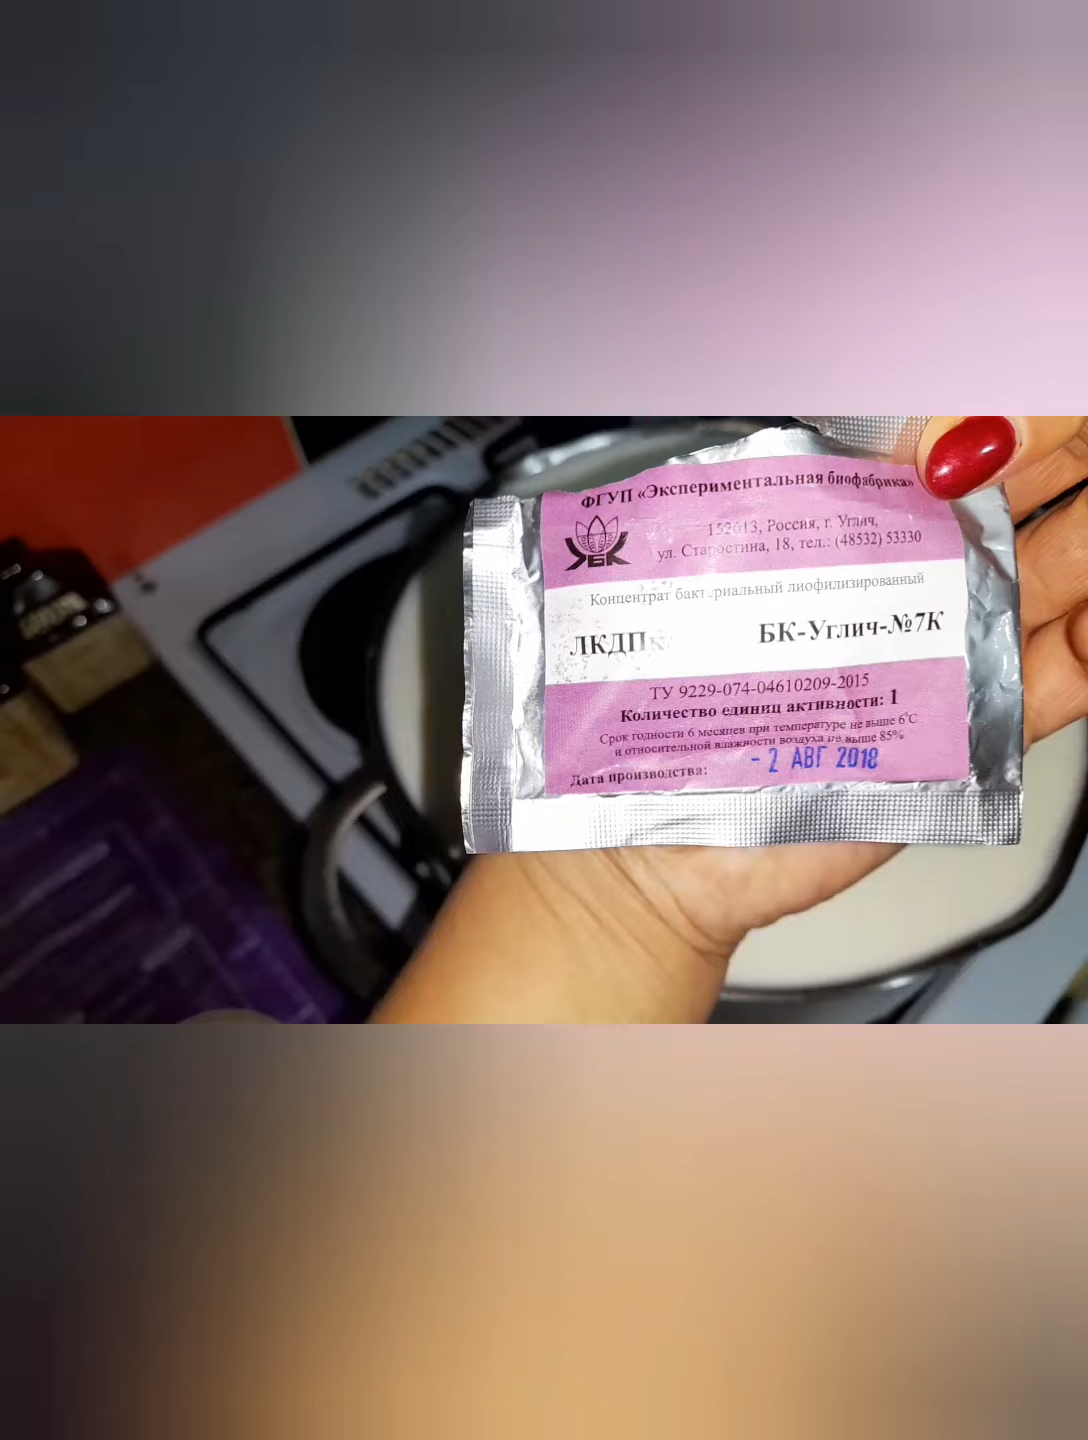 ФГУП «Экспериментальная биофабрика»
152613, Россия, г. Углич,
ул. Старостина, 18, тел.: (48532) 53330
УБК
Концентрат бактериальный лиофилизированный
ЛКДПк БК-Углич-№7К
ТУ 9229-074-04610209-2015
Количество единиц активности: 1
Срок годности 6 месяцев при температуре не выше 6°С
и относительной влажности воздуха не выше 85%
Дата производства: - 2 АВГ 2018